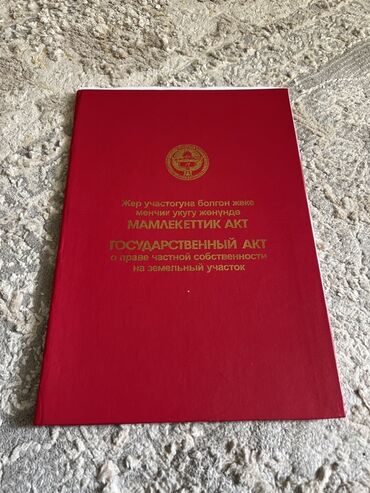 Жер участогуна болгон жеке
менчик укугу жөнүндө
МАМЛЕКЕТТИК АКТ
ГОСУДАРСТВЕННЫЙ АКТ
о праве частной собственности
на земельный участок